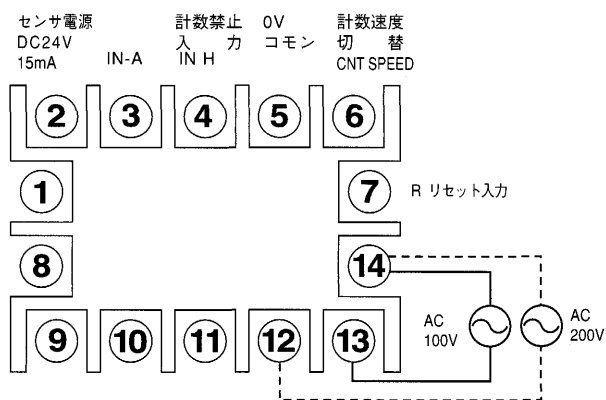 センサ電源
DC24V
15mA
IN-A
計数禁止
入 力
IN H
0V
コモン
計数速度
切 替
CNT SPEED
2 3 4 5 6
1
7
R リセット入力
8
14
9 10 11 12 13
AC
100V
AC
200V